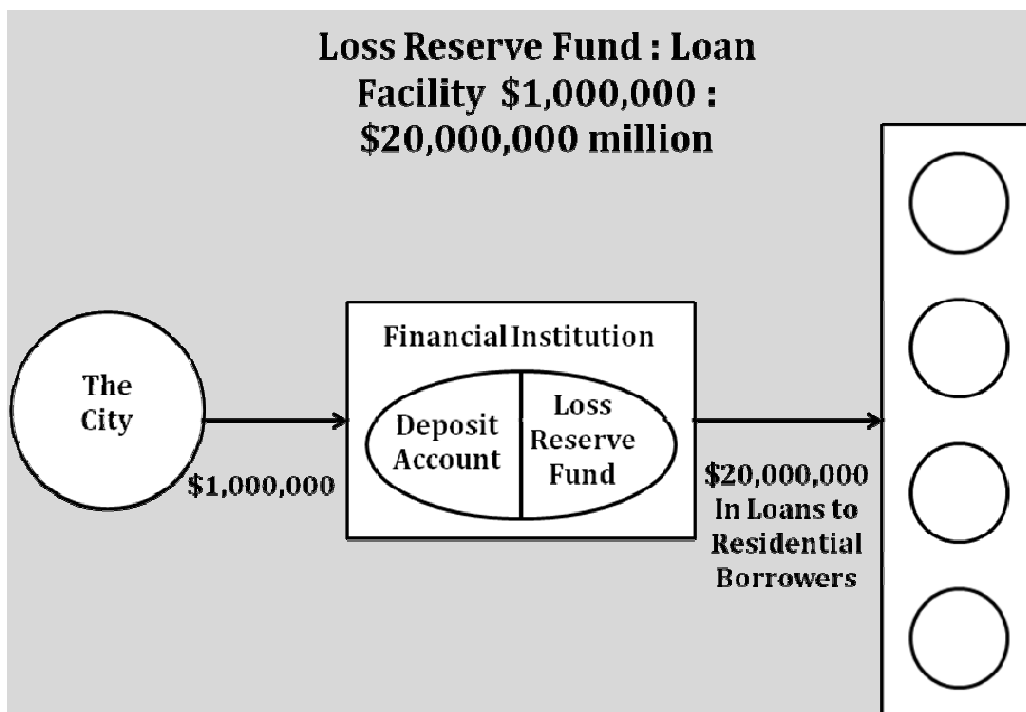 Loss Reserve Fund : Loan
Facility $1,000,000 :
$20,000,000 million
The
City
$1,000,000
Financial Institution
Deposit
Account
Loss
Reserve
Fund
$20,000,000
In Loans to
Residential
Borrowers